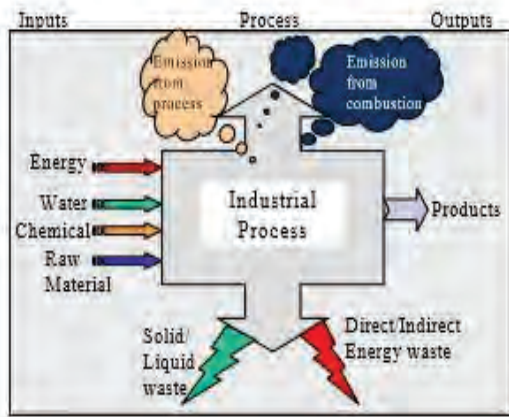 Inputs
Process
Outputs
Emission
from
process
Emission
from
combustion
Energy
Water
Chemical
Raw
Material
Industrial
Process
Products
Solid/
Liquid
waste
Direct/Indirect
Energy waste